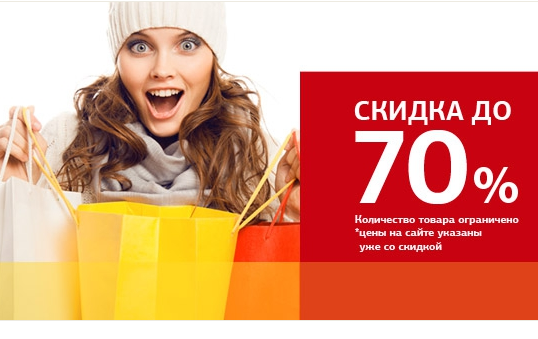 СКИДКА ДО
70%
Количество товара ограничено
*цены на сайте указаны
уже со скидкой